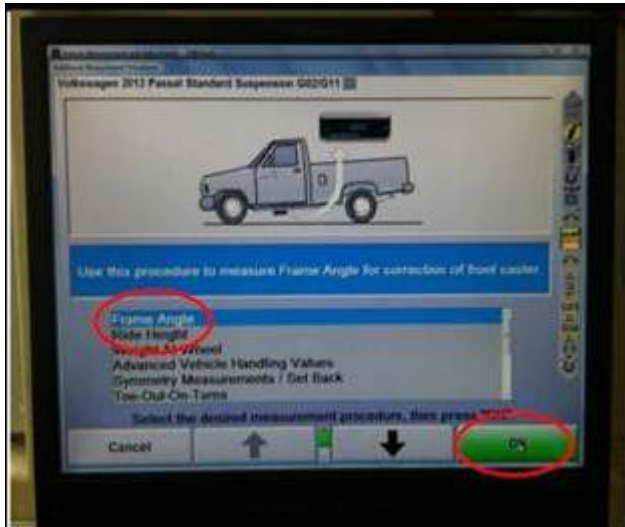 Volkswagen 2012 Passat Standard Suspension G02/G11
Use this procedure to measure Frame Angle for correction of front caster.
Frame Angle
Ride Height
Weight At Wheel
Advanced Vehicle Handling Values
Symmetry Measurements / Set Back
Toe-Out-On-Turns
Select the desired measurement procedure, then press "OK".
Cancel
OK